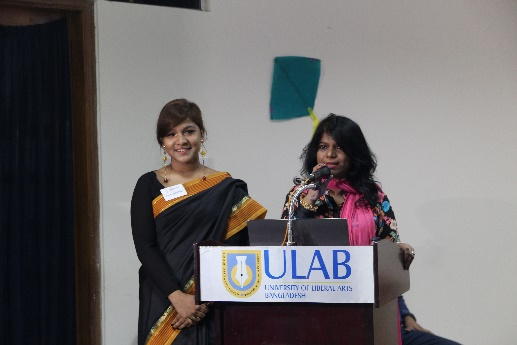 ULAB
UNIVERSITY OF LIBERAL ARTS
BANGLADESH